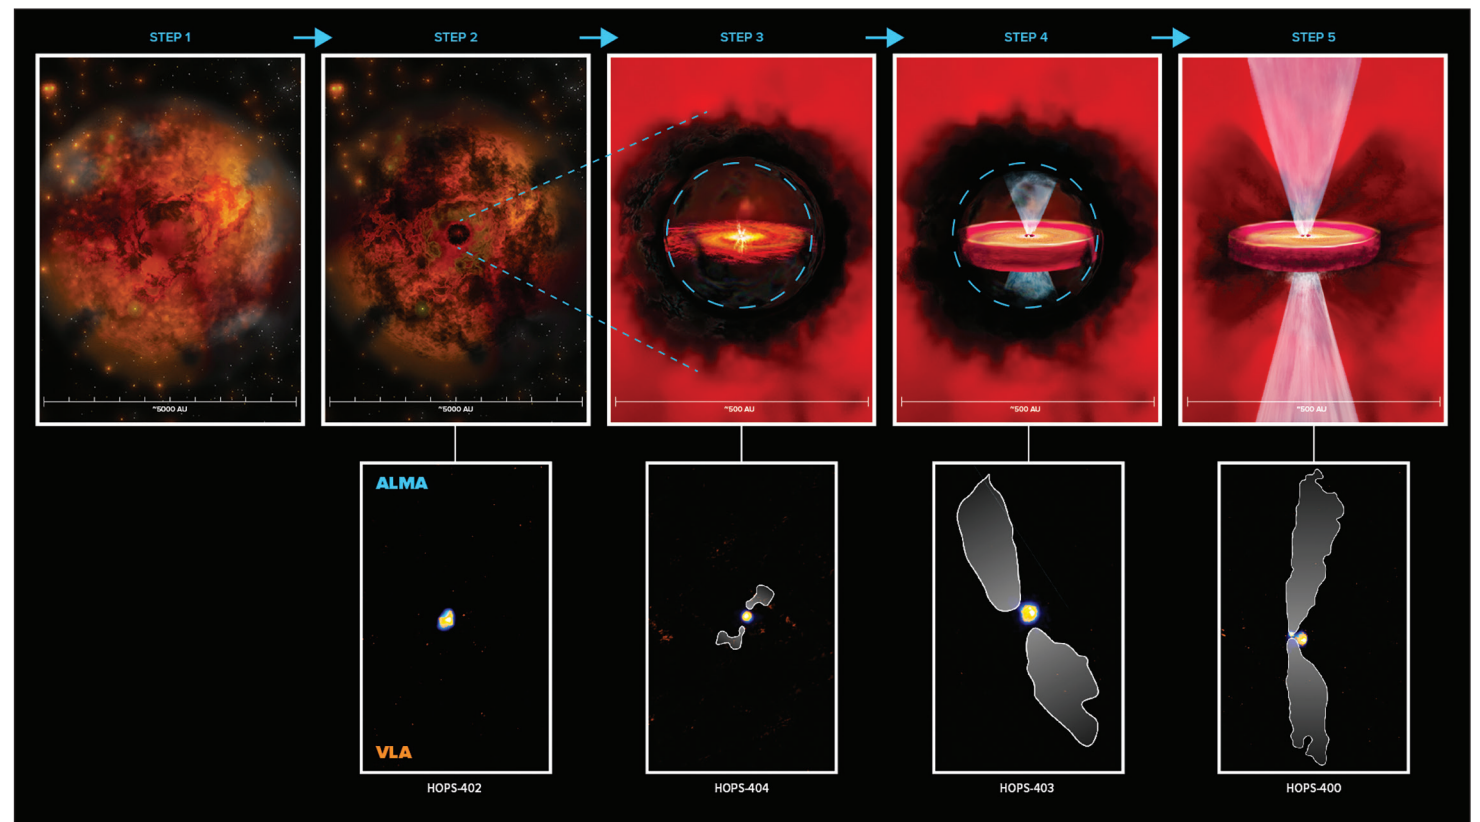 STEP 1
STEP 2
STEP 3
STEP 4
STEP 5
~5000 AU
~5000 AU
~500 AU
~500 AU
~500 AU
ALMA
VLA
HOPS-402
HOPS-404
HOPS-403
HOPS-400